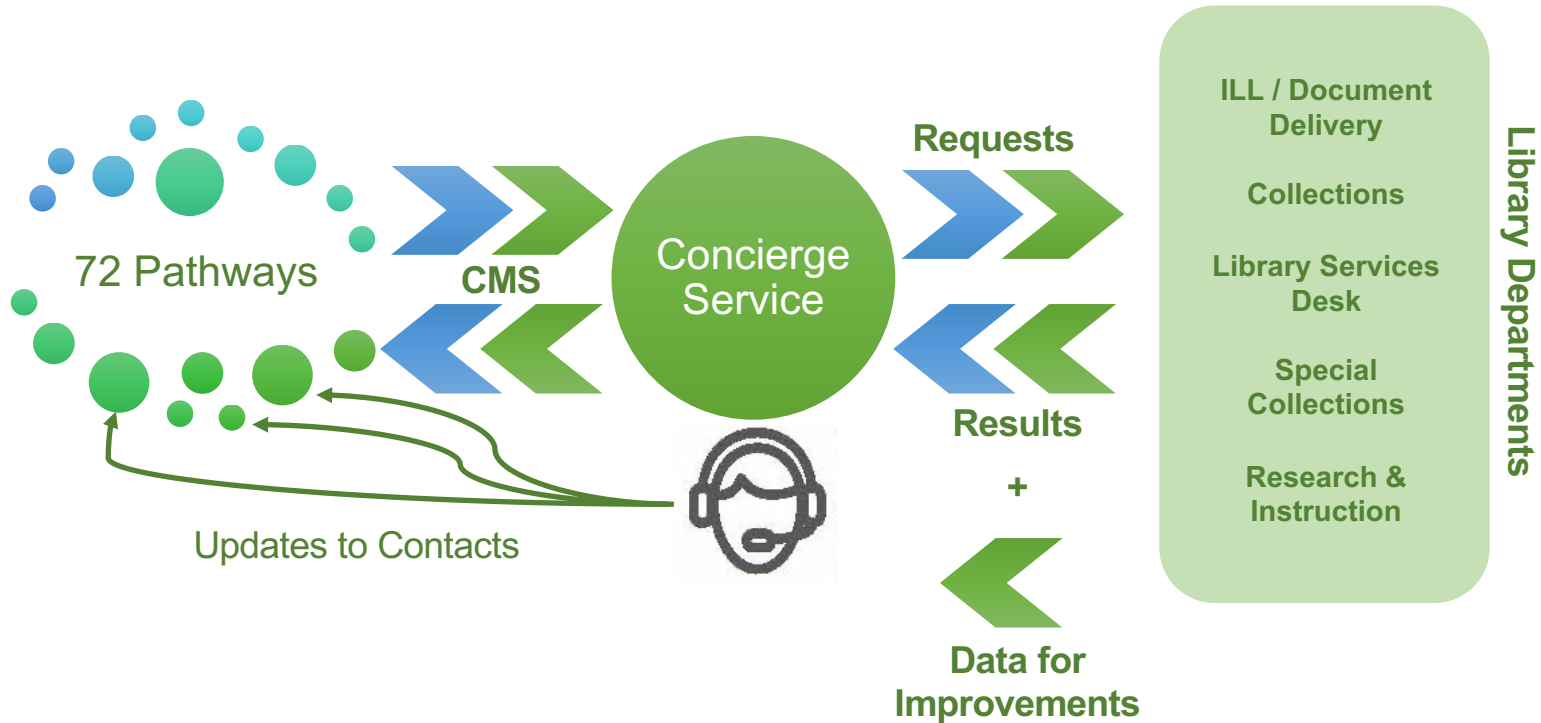 72 Pathways
CMS
Updates to Contacts
Concierge
Service
Requests
Results
+
Data for
Improvements
ILL / Document
Delivery
Collections
Library Services
Desk
Special
Collections
Research &
Instruction
Library Departments